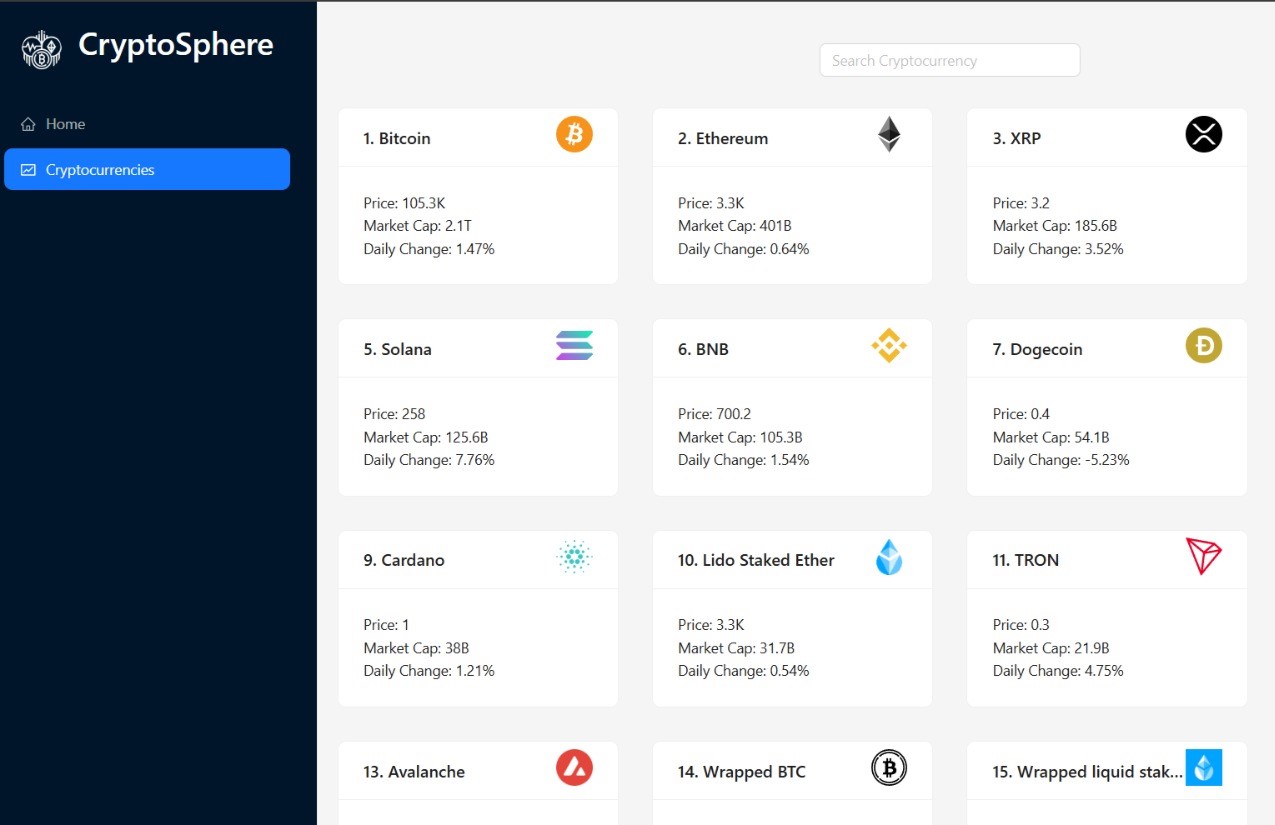 CryptoSphere
Home
Cryptocurrencies
Search Cryptocurrency
1. Bitcoin
Price: 105.3K
Market Cap: 2.1T
Daily Change: 1.47%
2. Ethereum
Price: 3.3K
Market Cap: 401B
Daily Change: 0.64%
3. XRP
Price: 3.2
Market Cap: 185.6B
Daily Change: 3.52%
5. Solana
Price: 258
Market Cap: 125.6B
Daily Change: 7.76%
6. BNB
Price: 700.2
Market Cap: 105.3B
Daily Change: 1.54%
7. Dogecoin
Price: 0.4
Market Cap: 54.1B
Daily Change: -5.23%
9. Cardano
Price: 1
Market Cap: 38B
Daily Change: 1.21%
10. Lido Staked Ether
Price: 3.3K
Market Cap: 31.7B
Daily Change: 0.54%
11. TRON
Price: 0.3
Market Cap: 21.9B
Daily Change: 4.75%
13. Avalanche
14. Wrapped BTC
15. Wrapped liquid stak...